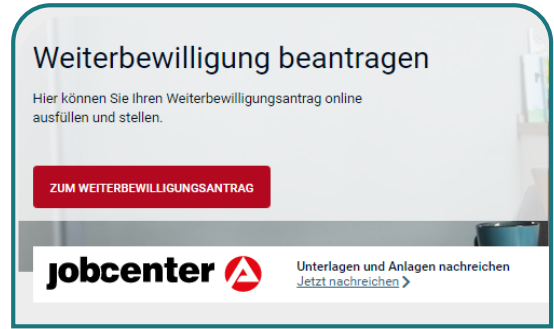 Weiterbewilligung beantragen
Hier können Sie Ihren Weiterbewilligungsantrag online
ausfüllen und stellen.
ZUM WEITERBEWILLIGUNGSANTRAG
jobcenter
Unterlagen und Anlagen nachreichen
Jetzt nachreichen